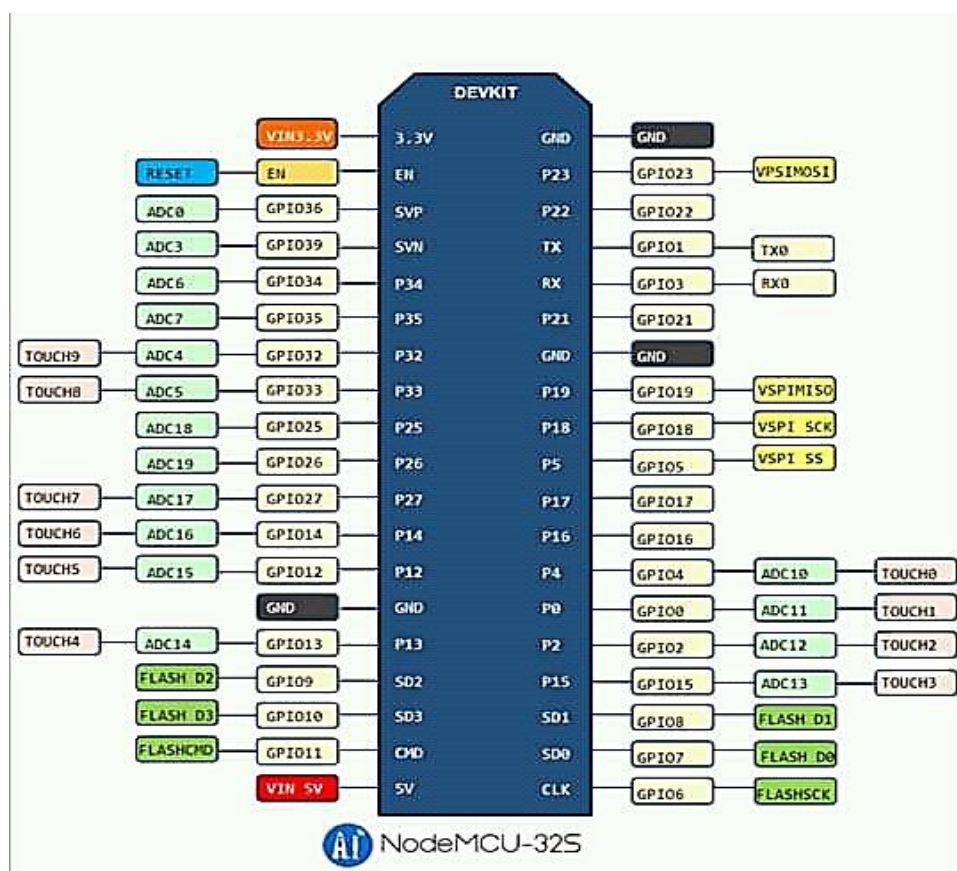 DEVKIT
VIN3.3V 3.3V GND GND
RESET EN EN P23 GPIO23 VPSIMOSI
ADC0 GPIO36 SVP P22 GPIO22
ADC3 GPIO39 SVN TX GPIO1 TX0
ADC6 GPIO34 P34 RX GPIO3 RX0
ADC7 GPIO35 P35 P21 GPIO21
TOUCH9 ADC4 GPIO32 P32 GND GND
TOUCH8 ADC5 GPIO33 P33 P19 GPIO19 VSPIMISO
ADC18 GPIO25 P25 P18 GPIO18 VSPI SCK
ADC19 GPIO26 P26 P5 GPIO5 VSPI SS
TOUCH7 ADC17 GPIO27 P27 P17 GPIO17
TOUCH6 ADC16 GPIO14 P14 P16 GPIO16
TOUCH5 ADC15 GPIO12 P12 P4 GPIO4 ADC10 TOUCH0
GND GND P0 GPIO0 ADC11 TOUCH1
TOUCH4 ADC14 GPIO13 P13 P2 GPIO2 ADC12 TOUCH2
FLASH D2 GPIO9 SD2 P15 GPIO15 ADC13 TOUCH3
FLASH D3 GPIO10 SD3 SD1 GPIO8 FLASH D1
FLASHCMD GPIO11 CMD SD0 GPIO7 FLASH D0
VIN 5V 5V CLK GPIO6 FLASHSCK
Ai NodeMCU-32S